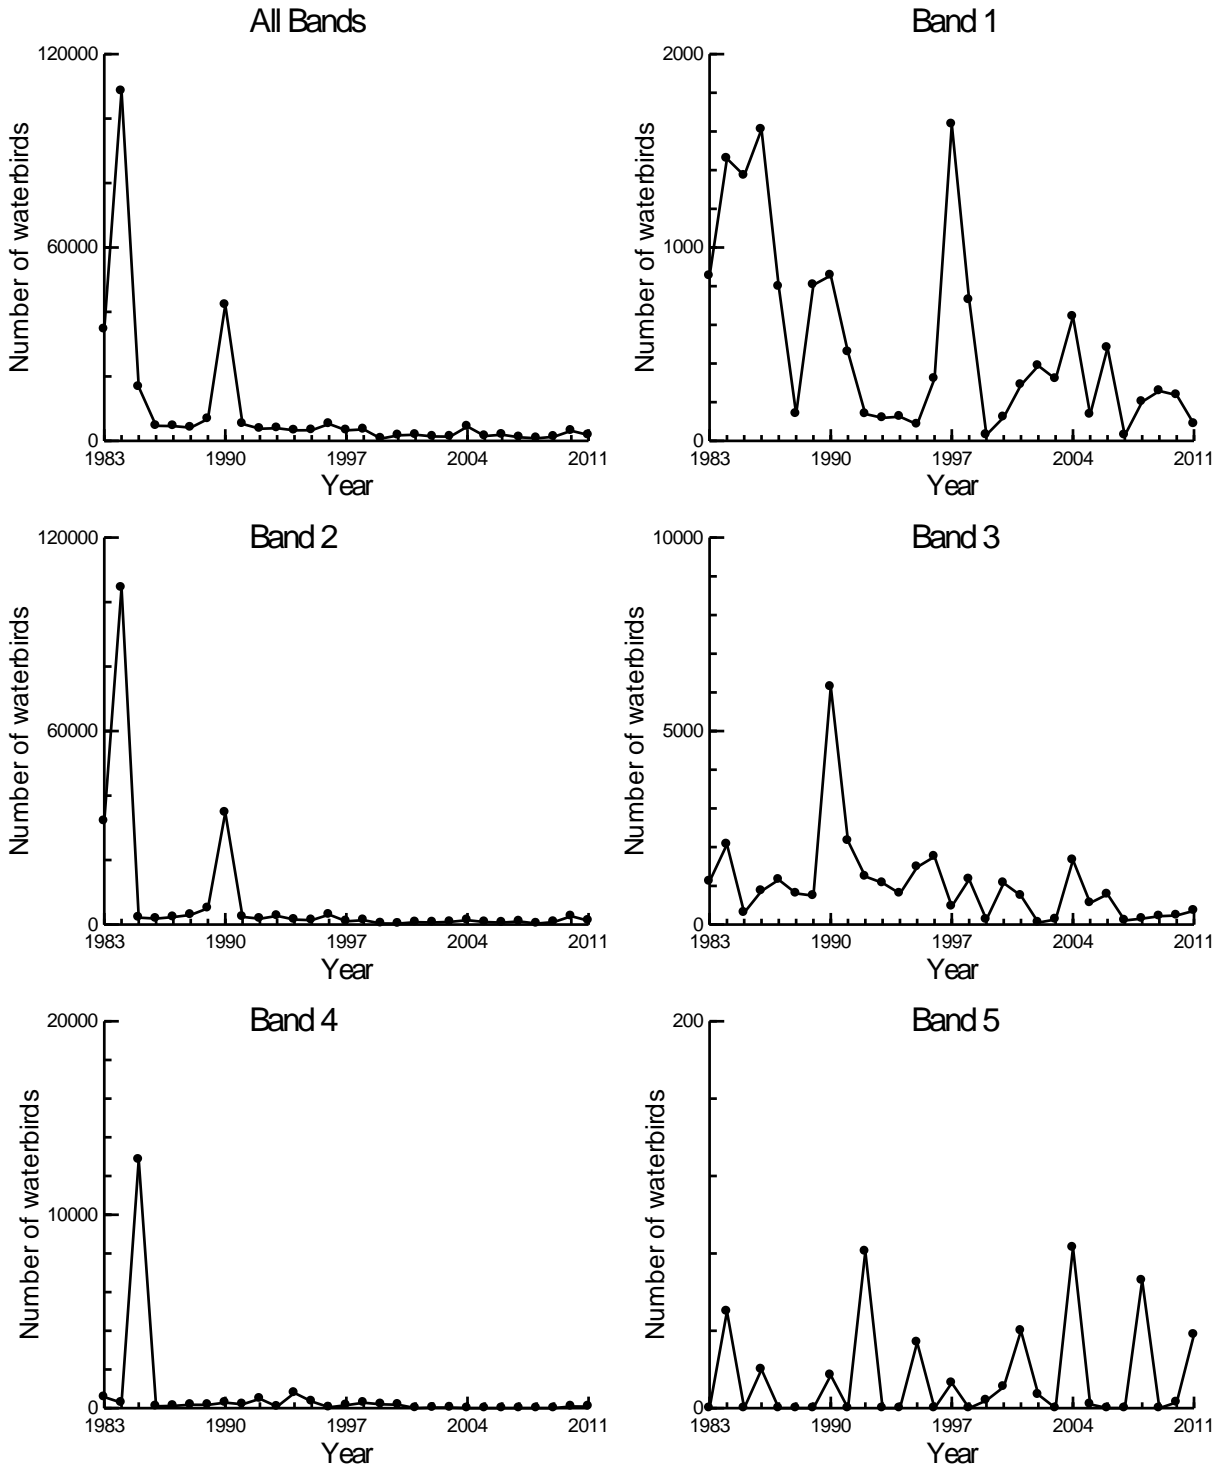 All Bands
Number of waterbirds
120000
60000
0
1983 1990 1997 2004 2011
Year
Band 1
Number of waterbirds
2000
1000
0
1983 1990 1997 2004 2011
Year
Band 2
Number of waterbirds
120000
60000
0
1983 1990 1997 2004 2011
Year
Band 3
Number of waterbirds
10000
5000
0
1983 1990 1997 2004 2011
Year
Band 4
Number of waterbirds
20000
10000
0
1983 1990 1997 2004 2011
Year
Band 5
Number of waterbirds
200
0
1983 1990 1997 2004 2011
Year